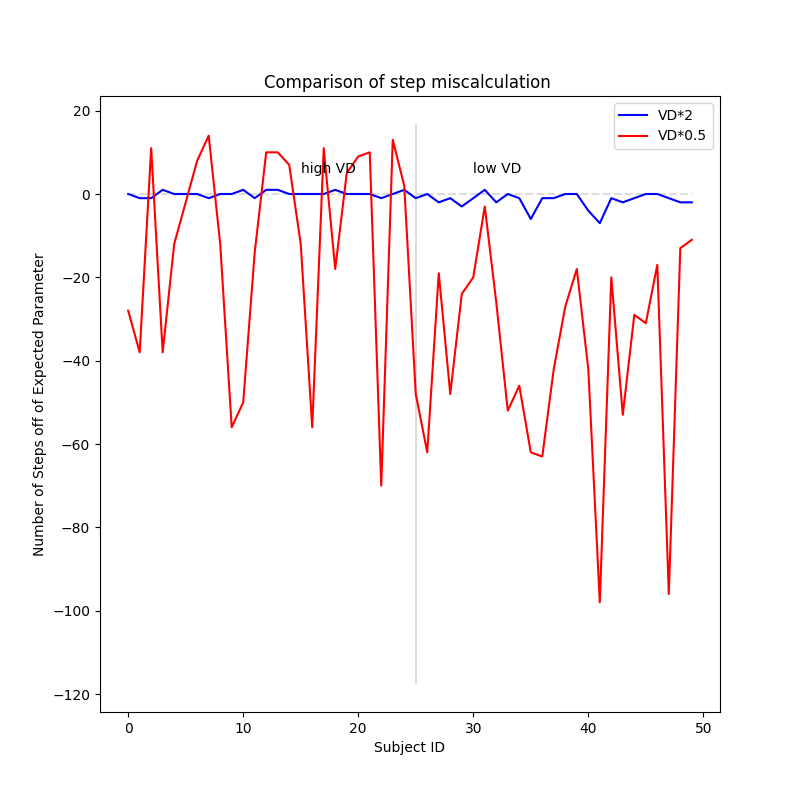 Comparison of step miscalculation
VD*2
VD*0.5
high VD
low VD
Number of Steps off of Expected Parameter
20
0
−20
−40
−60
−80
−100
−120
0
10
20
30
40
50
Subject ID